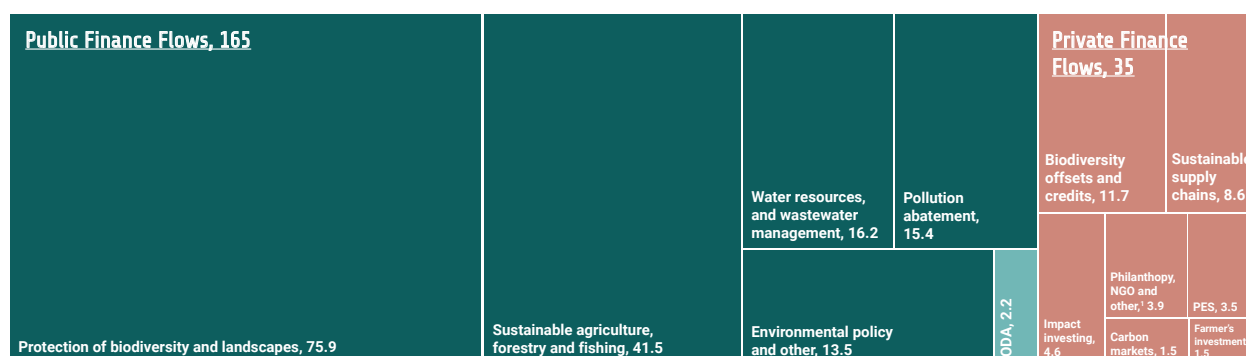 Public Finance Flows, 165
Protection of biodiversity and landscapes, 75.9
Sustainable agriculture,
forestry and fishing, 41.5
Water resources,
and wastewater
management, 16.2
Pollution
abatement,
15.4
Environmental policy
and other, 13.5
ODA, 2.2
Private Finance
Flows, 35
Biodiversity
offsets and
credits, 11.7
Sustainable
supply
chains, 8.6
Impact
investing,
4.6
Philanthopy,
NGO and
other,¹ 3.9
PES, 3.5
Carbon
markets, 1.5
Farmer's
investment
1.5